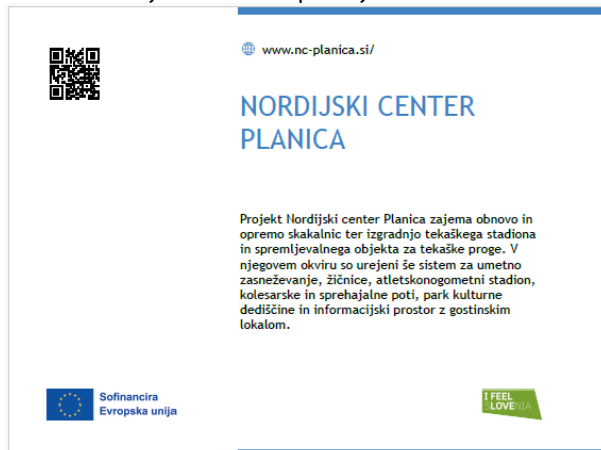 www.nc-planica.si/
NORDIJSKI CENTER
PLANICA
Projekt Nordijski center Planica zajema obnovo in
opremo skakalnic ter izgradnjo tekaškega stadiona
in spremljevalnega objekta za tekaške proge. V
njegovem okviru so urejeni še sistem za umetno
zasneževanje, žičnice, atletskonogometni stadion,
kolesarske in sprehajalne poti, park kulturne
dediščine in informacijski prostor z gostinskim
lokalom.
Sofinancira
Evropska unija
I FEEL
SLOVENIA